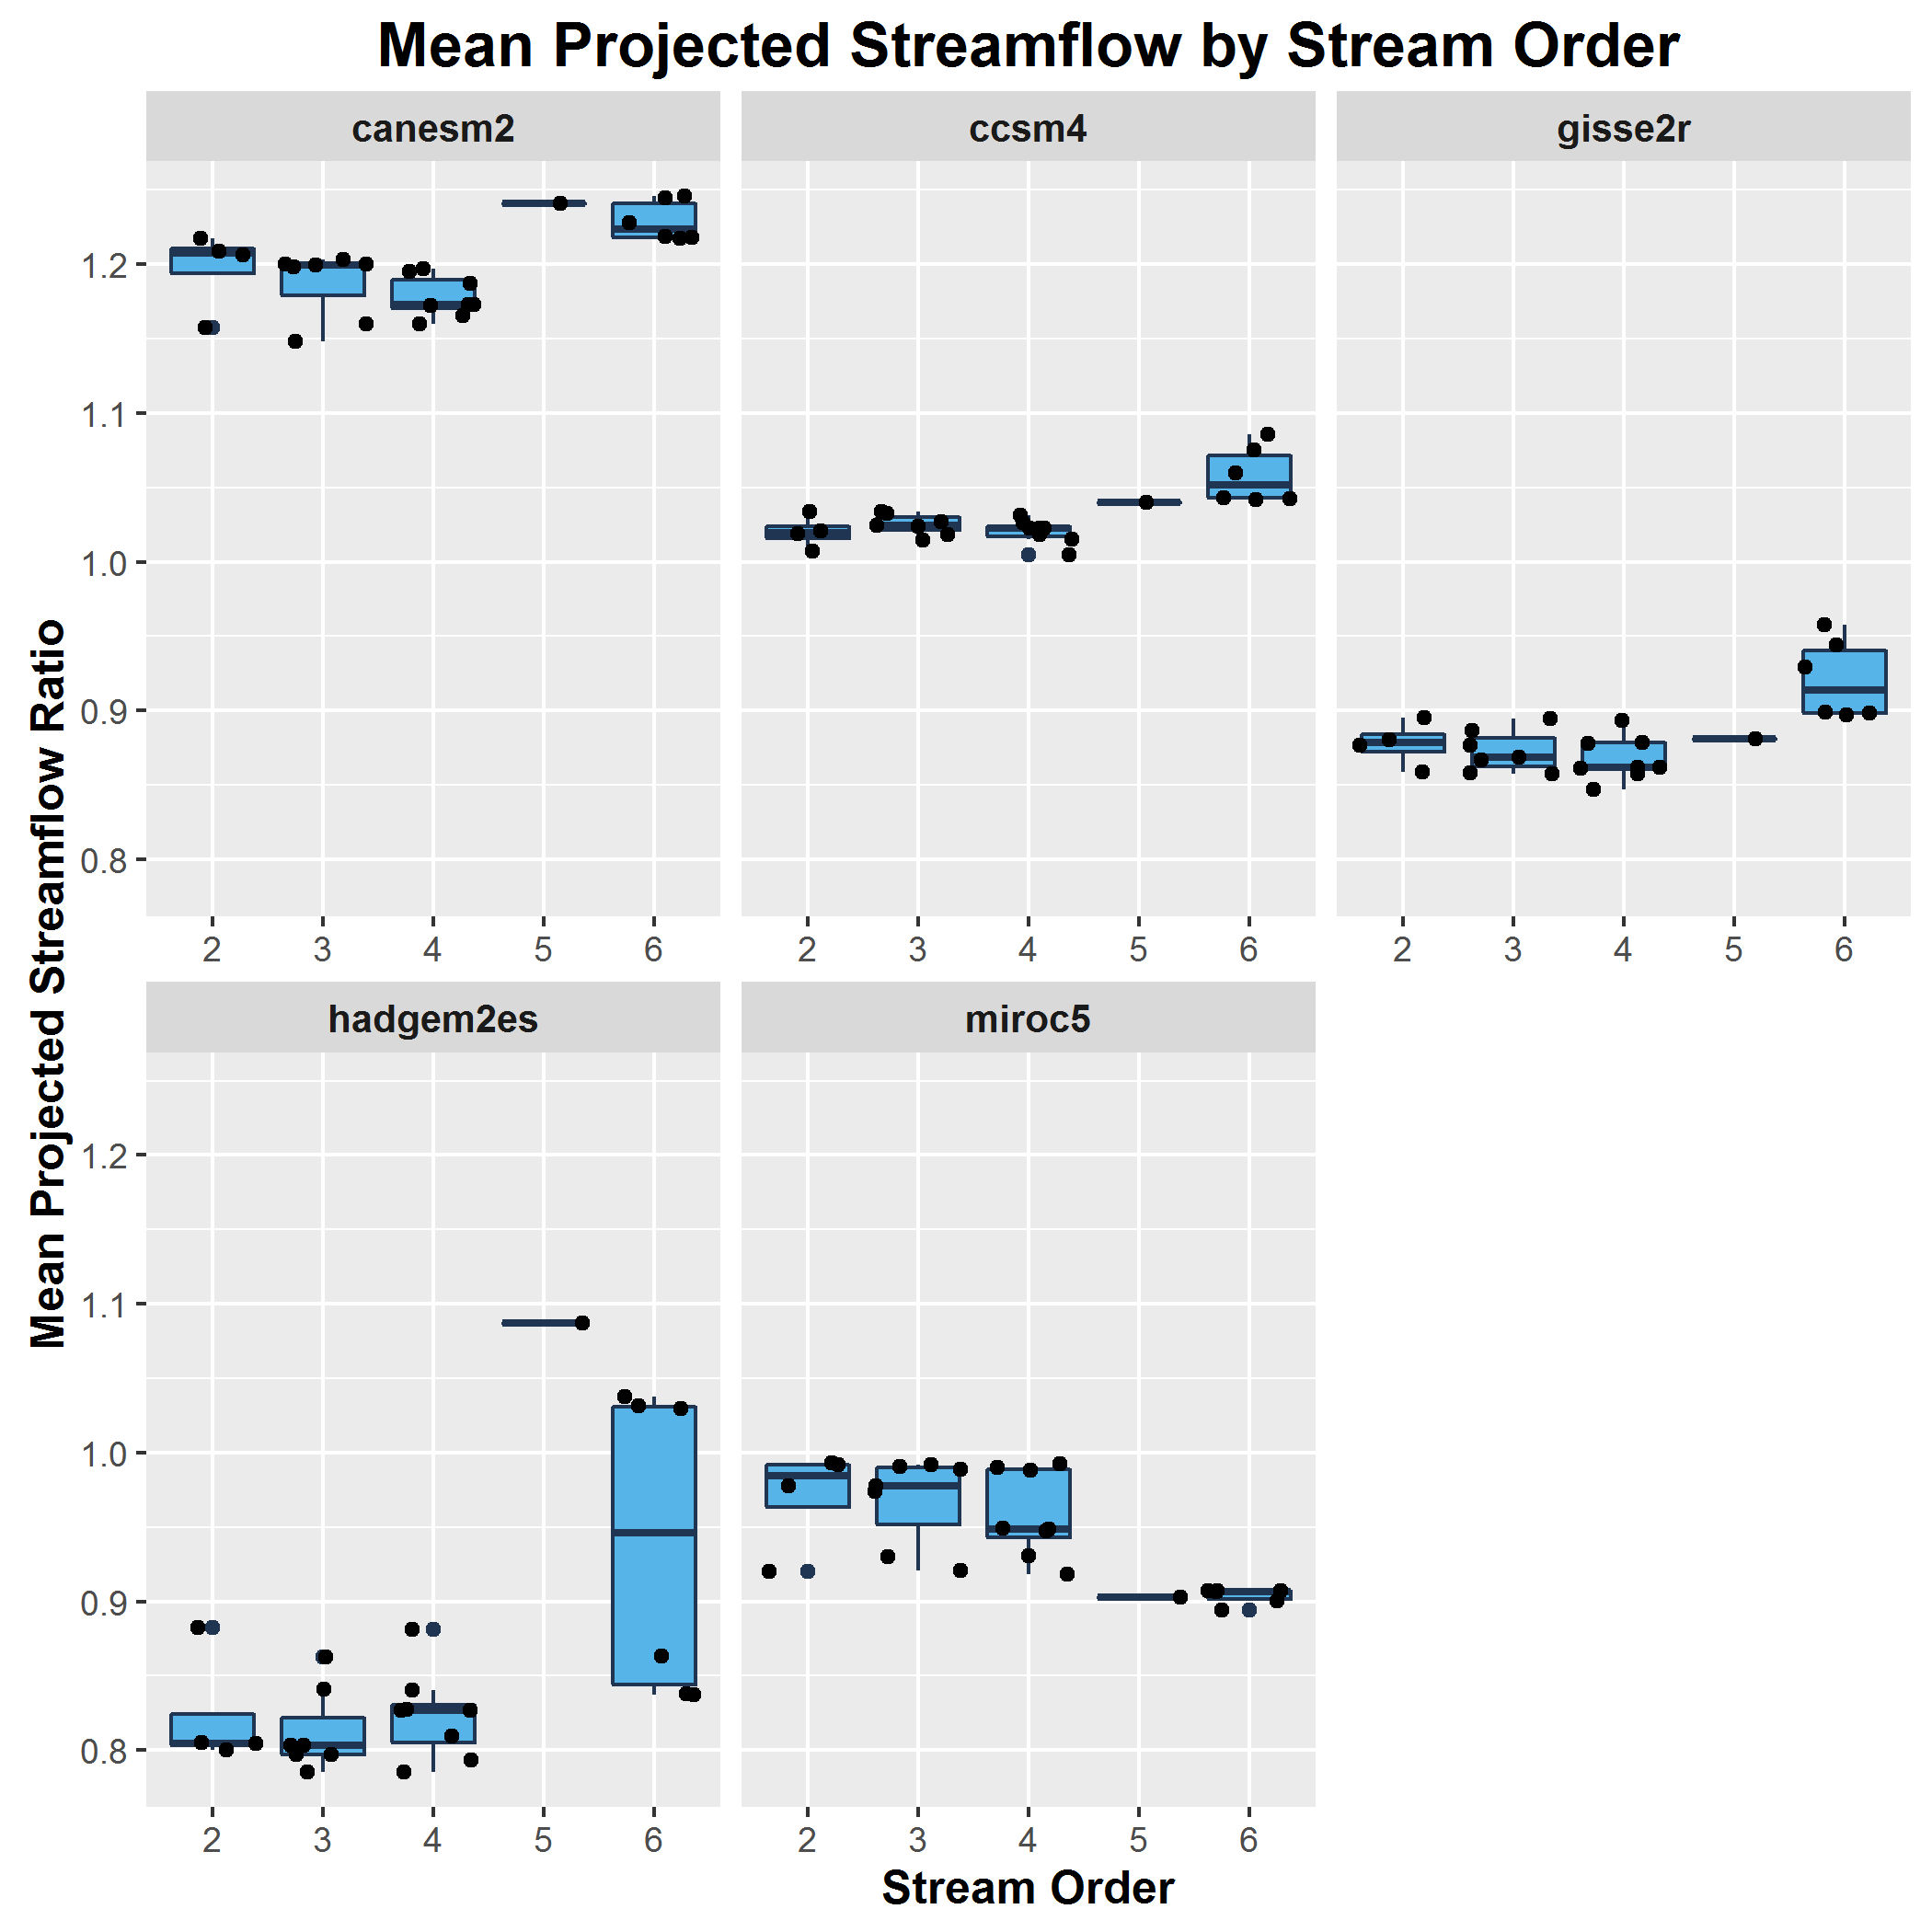 Mean Projected Streamflow by Stream Order
canesm2
ccsm4
gisse2r
1.2
1.1
1.0
0.9
0.8
2 3 4 5 6
2 3 4 5 6
2 3 4 5 6
Mean Projected Streamflow Ratio
hadgem2es
miroc5
1.2
1.1
1.0
0.9
0.8
2 3 4 5 6
2 3 4 5 6
Stream Order